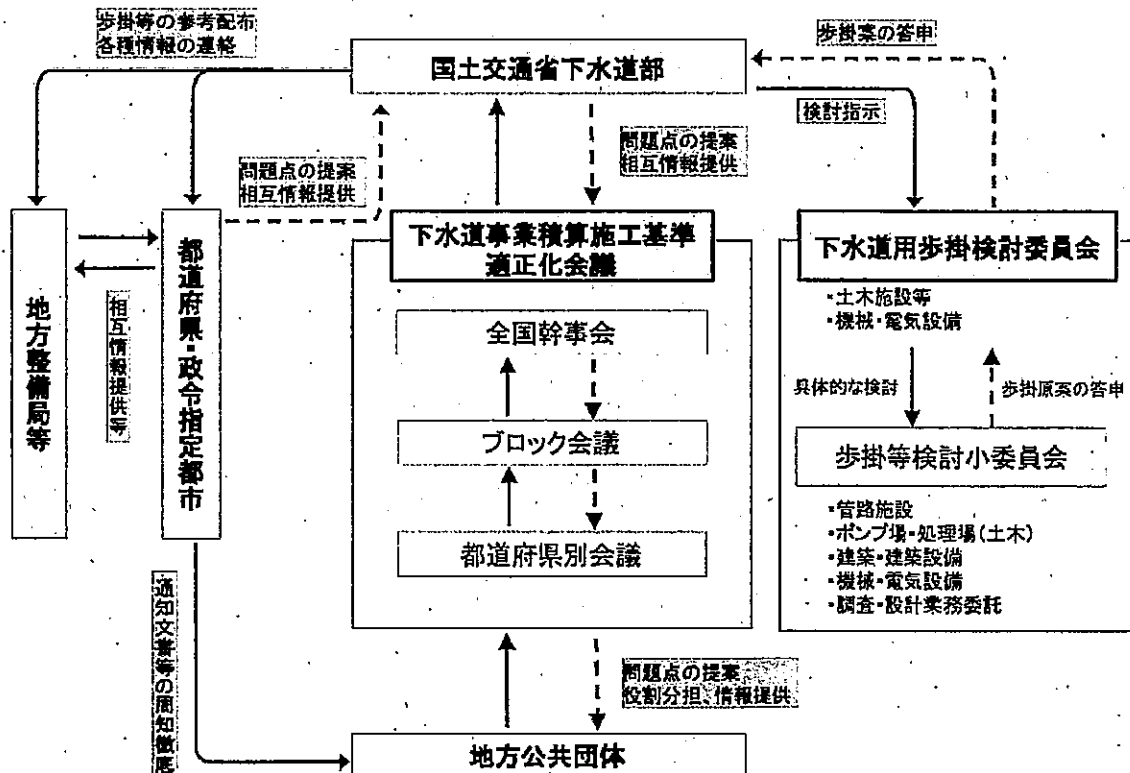 歩掛等の参考配布
各種情報の連絡
国土交通省下水道部
歩掛案の答申
検討指示
問題点の提案
相互情報提供
問題点の提案
相互情報提供
地方整備局等
相互情報提供等
都道府県・政令指定都市
下水道事業積算施工基準
適正化会議
全国幹事会
ブロック会議
都道府県別会議
下水道用歩掛検討委員会
・土木施設等
・機械・電気設備
具体的な検討
歩掛原案の答申
歩掛等検討小委員会
・管路施設
・ポンプ場・処理場(土木)
・建築・建築設備
・機械・電気設備
・調査・設計業務委託
通知文書等の周知徹底
問題点の提案
役割分担、情報提供
地方公共団体